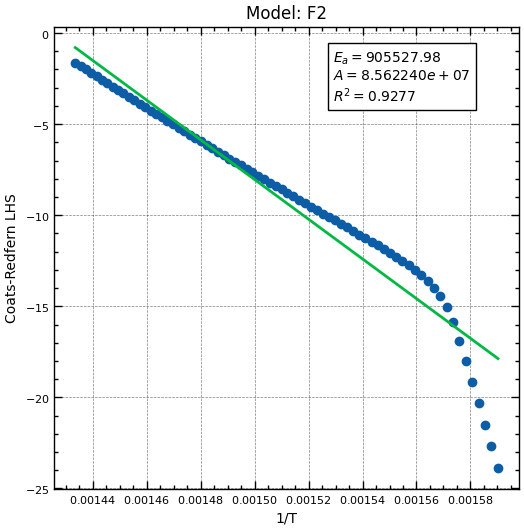 Model: F2
0
−5
−10
−15
−20
−25
Coats-Redfern LHS
E_a = 905527.98
A = 8.562240e + 07
R² = 0.9277
0.00144 0.00146 0.00148 0.00150 0.00152 0.00154 0.00156 0.00158
1/T